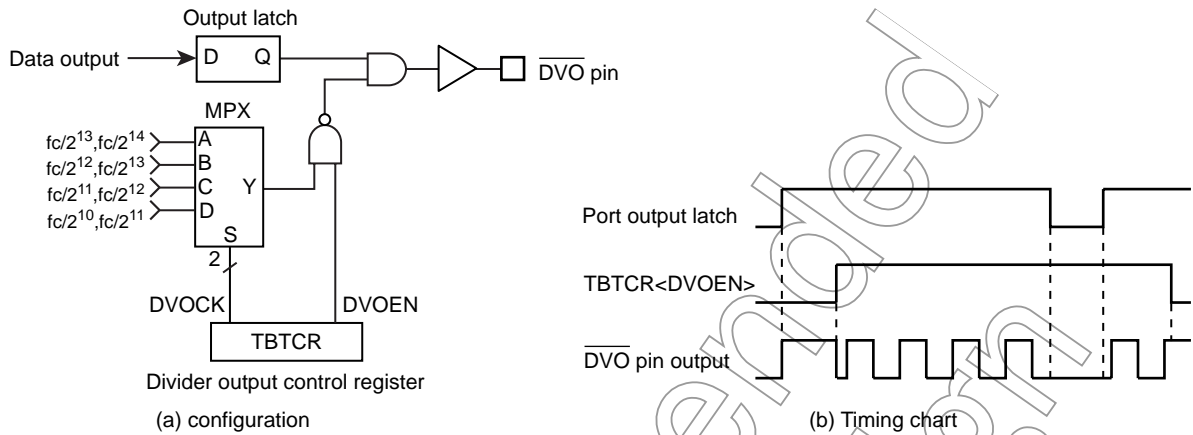 Output latch
Data output
D Q
DVO pin
MPX
fc/2^13,fc/2^14
A
fc/2^12,fc/2^13
B
fc/2^11,fc/2^12
C
Y
fc/2^10,fc/2^11
D
S
2
DVOCK
DVOEN
TBTCR
Divider output control register
(a) configuration
Port output latch
TBTCR<DVOEN>
DVO pin output
(b) Timing chart
ended